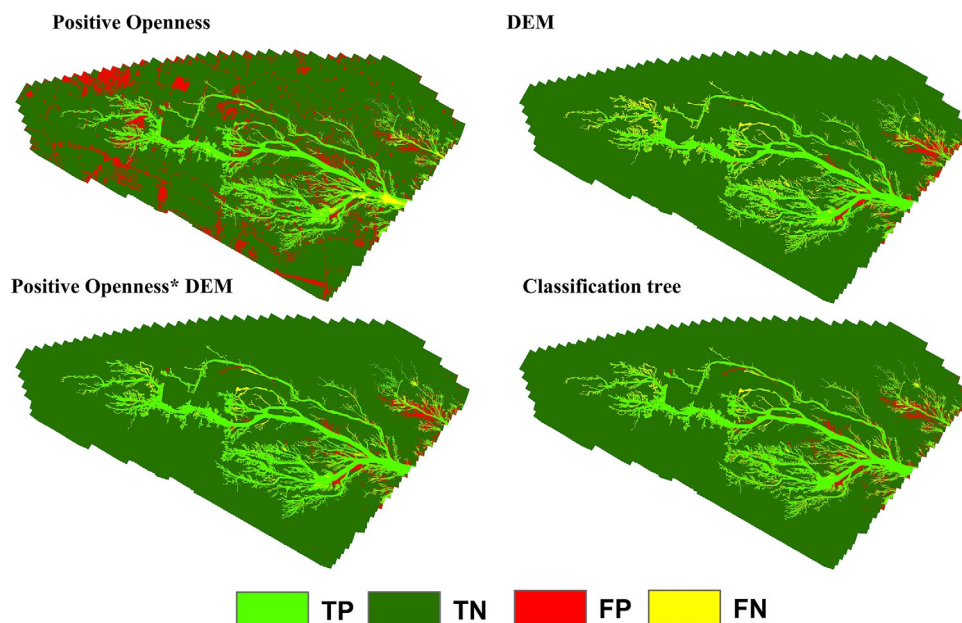 Positive Openness
DEM
Positive Openness* DEM
Classification tree
TP
TN
FP
FN